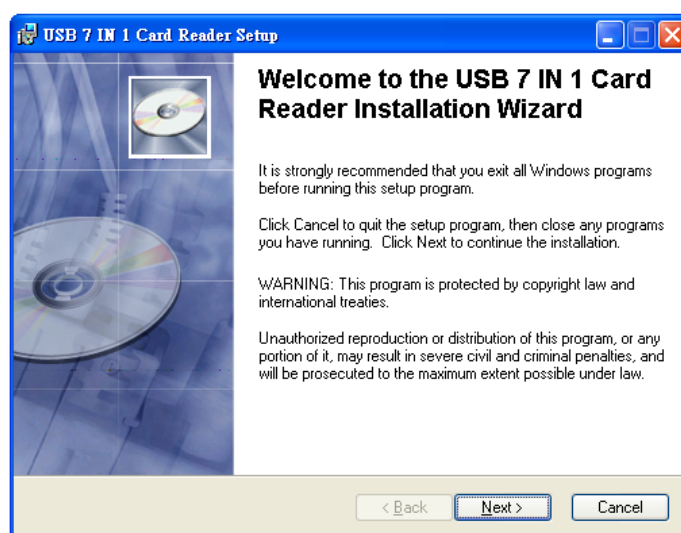 USB 7 IN 1 Card Reader Setup
Welcome to the USB 7 IN 1 Card
Reader Installation Wizard
It is strongly recommended that you exit all Windows programs
before running this setup program.
Click Cancel to quit the setup program, then close any programs
you have running. Click Next to continue the installation.
WARNING: This program is protected by copyright law and
international treaties.
Unauthorized reproduction or distribution of this program, or any
portion of it, may result in severe civil and criminal penalties, and
will be prosecuted to the maximum extent possible under law.
< Back Next > Cancel